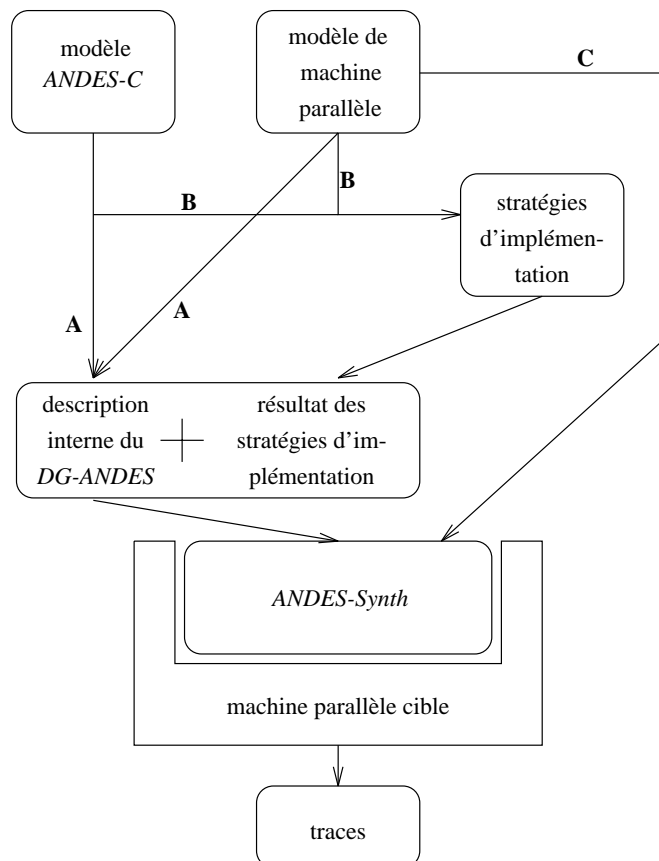 modèle
ANDES-C
modèle de
machine
parallèle
C
B
B
stratégies
d'implémen-
tation
A
A
description
interne du
DG-ANDES
résultat des
stratégies d'im-
plémentation
ANDES-Synth
machine parallèle cible
traces